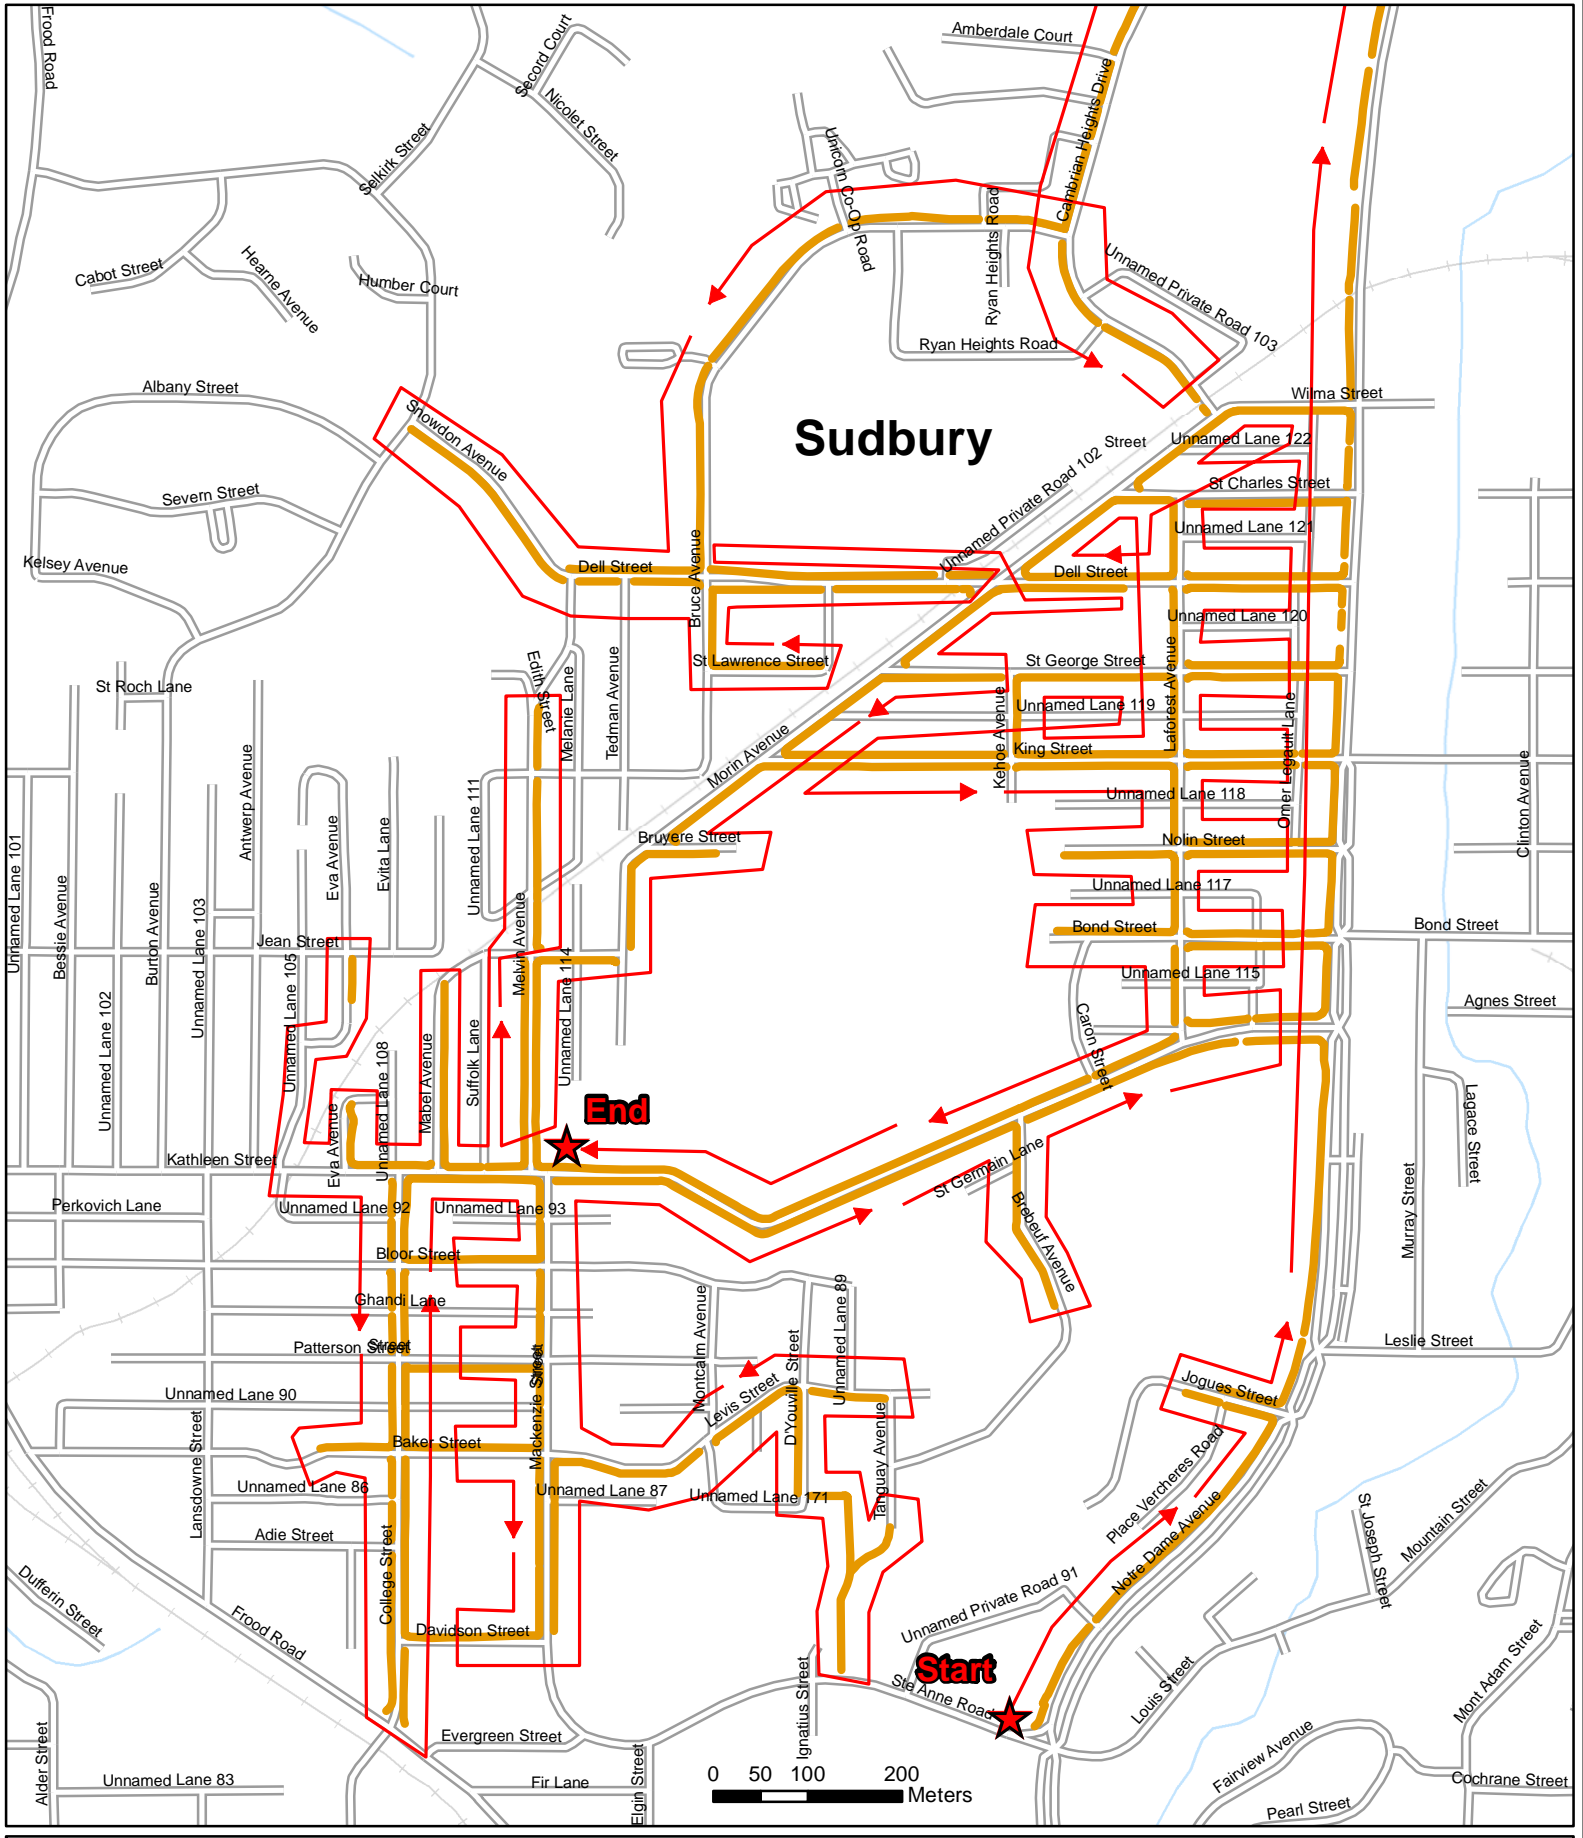 Frood Road
Second Court
Amberdale Court
Nicolet Street
Selkirk Street
Unicorn Co-Op Road
Cambrian Heights Drive
Ryan Heights Road
Cabot Street
Hearne Avenue
Humber Court
Unnamed Private Road 103
Ryan Heights Road
Albany Street
Wilma Street
Snowdon Avenue
Sudbury
Street
Unnamed Lane 122
Unnamed Private Road 102
St Charles Street
Severn Street
Unnamed Lane 121
Kelsey Avenue
Dell Street
Dell Street
Bruce Avenue
Unnamed Lane 120
St Lawrence Street
St George Street
Laforest Avenue
St Roch Lane
Edith Street
Melanie Lane
Tedman Avenue
Kehoe Avenue
Unnamed Lane 119
Omer Legault Lane
King Street
Morin Avenue
Antwerp Avenue
Unnamed Lane 111
Unnamed Lane 118
Clinton Avenue
Bruyere Street
Nolin Street
Eva Avenue
Evita Lane
Unnamed Lane 101
Bessie Avenue
Burton Avenue
Unnamed Lane 103
Unnamed Lane 117
Jean Street
Bond Street
Bond Street
Melvin Avenue
Unnamed Lane 105
Unnamed Lane 114
Unnamed Lane 115
Agnes Street
Unnamed Lane 102
Unnamed Lane 108
Mabel Avenue
Suffolk Lane
Caron Street
Lagace Street
End
Eva Avenue
Kathleen Street
St Germain Lane
Murray Street
Perkovich Lane
Unnamed Lane 92
Unnamed Lane 93
Brebeuf Avenue
Bloor Street
Ghandi Lane
Montcalm Avenue
Unnamed Lane 89
Patterson Street
Street
Mackenzie Street
Street
D'Youville Street
Leslie Street
Jogues Street
Unnamed Lane 90
Levis Street
Lansdowne Street
Baker Street
Tanguay Avenue
Place Vercheres Road
Unnamed Lane 86
Unnamed Lane 87
Unnamed Lane 171
Notre Dame Avenue
St Joseph Street
Mountain Street
Adie Street
College Street
Dufferin Street
Frood Road
Davidson Street
Unnamed Private Road 91
Start
Ste Anne Road
Ignatius Street
Louis Street
Mont Adam Street
Evergreen Street
Elgin Street
Fairview Avenue
Alder Street
Unnamed Lane 83
Fir Lane
0 50 100 200
Meters
Cochrane Street
Pearl Street